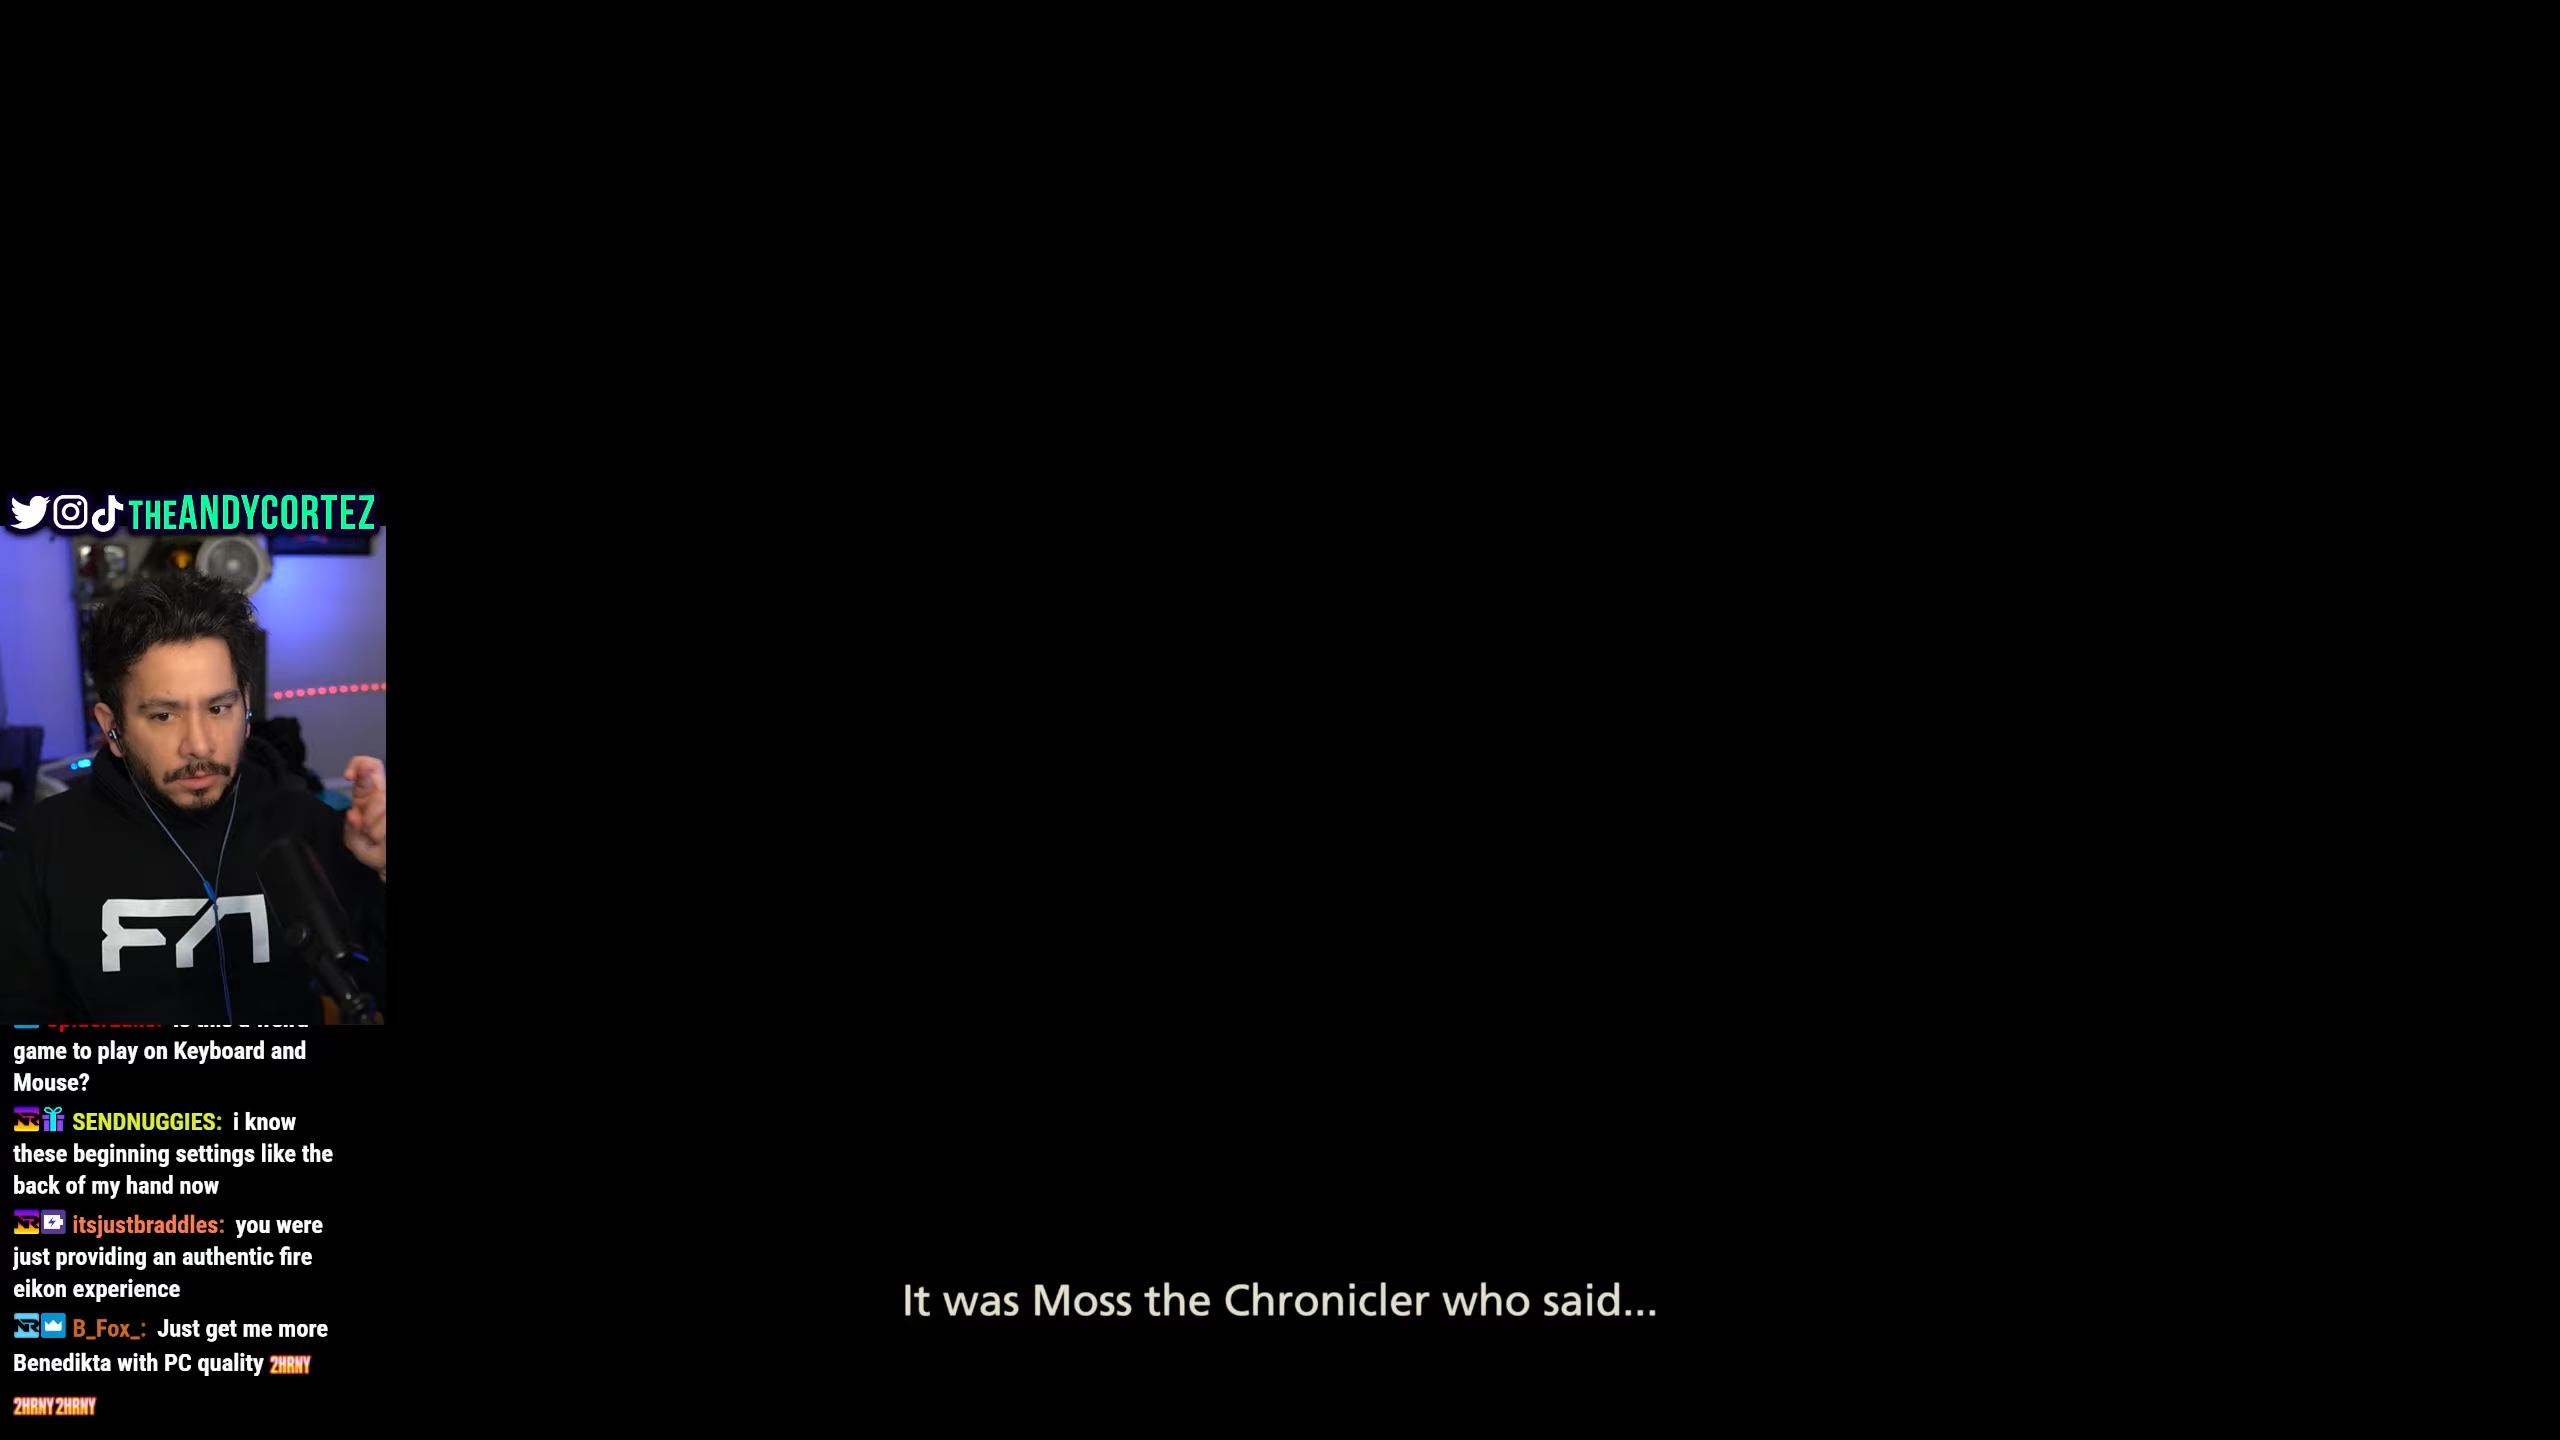 THEANDYCORTEZ
game to play on Keyboard and
Mouse?
SENDNUGGIES: i know
these beginning settings like the
back of my hand now
itsjustbraddles: you were
just providing an authentic fire
eikon experience
B_Fox_: Just get me more
Benedikta with PC quality 2HRNY
2HRNY 2HRNY
It was Moss the Chronicler who said...